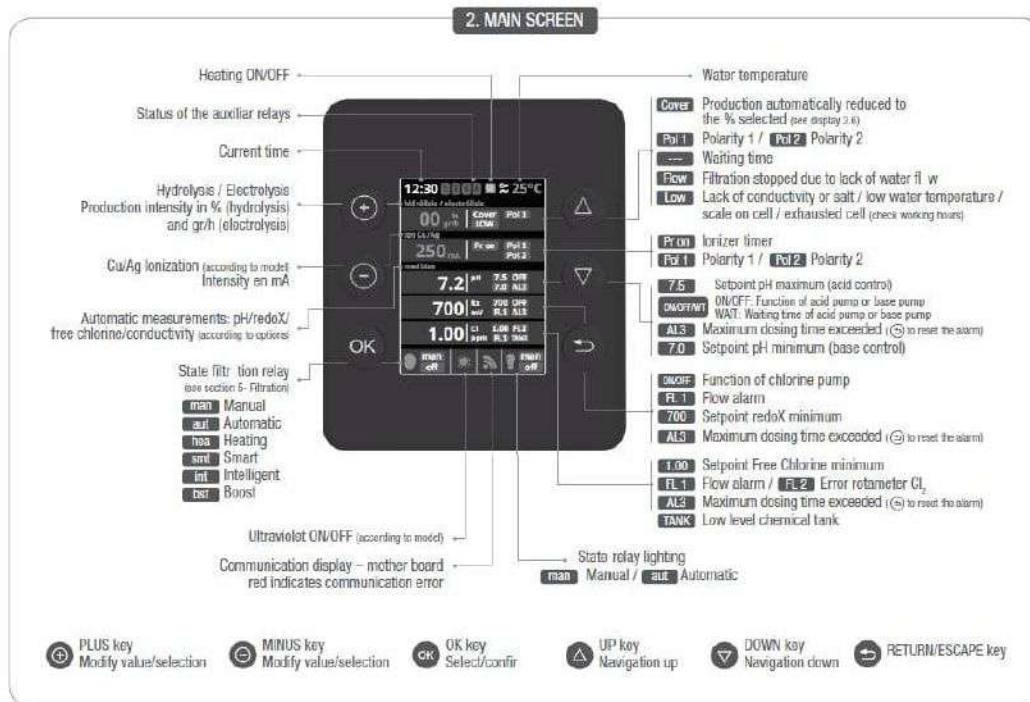 2. MAIN SCREEN
Heating ON/OFF
Status of the auxiliar relays
Current time
Hydrolysis / Electrolysis
Production intensity in % (hydrolysis)
and gr/h (electrolysis)
Cu/Ag Ionization (according to model)
Intensity en mA
Automatic measurements: pH/redoX/
free chlorine/conductivity (according to options)
State filtr tion relay
(see section 5- Filtration)
man Manual
aut Automatic
hea Heating
smt Smart
int Intelligent
bst Boost
Ultraviolet ON/OFF (according to model)
Communication display – mother board
red indicates communication error
12:30 25°C
hidrólisis / electrólisis
00 % gr/h Cover LOW Pol 1
250 mA Pr on Pol 1
Pol 2
7.2 pH 7.5 OFF
7.0 AL3
700 mV 700 OFF
FL1 AL3
1.00 Cl ppm 1.00 FL2
man off
man off
OK
Water temperature
Cover Production automatically reduced to
the % selected (see display 2.6)
Pol 1 Polarity 1 / Pol 2 Polarity 2
--- Waiting time
Flow Filtration stopped due to lack of water fl w
Low Lack of conductivity or salt / low water temperature /
scale on cell / exhausted cell (check working hours)
Pr on Ionizer timer
Pol 1 Polarity 1 / Pol 2 Polarity 2
7.5 Setpoint pH maximum (acid control)
ON/OFF/WT ON/OFF: Function of acid pump or base pump
WAIT: Waiting time of acid pump or base pump
AL3 Maximum dosing time exceeded ( to reset the alarm)
7.0 Setpoint pH minimum (base control)
ON/OFF Function of chlorine pump
FL 1 Flow alarm
700 Setpoint redoX minimum
AL3 Maximum dosing time exceeded ( to reset the alarm)
1.00 Setpoint Free Chlorine minimum
FL 1 Flow alarm / FL 2 Error rotameter Cl2
AL3 Maximum dosing time exceeded ( to reset the alarm)
TANK Low level chemical tank
State relay lighting
man Manual / aut Automatic
PLUS key
Modify value/selection
MINUS key
Modify value/selection
OK OK key
Select/confir
UP key
Navigation up
DOWN key
Navigation down
RETURN/ESCAPE key